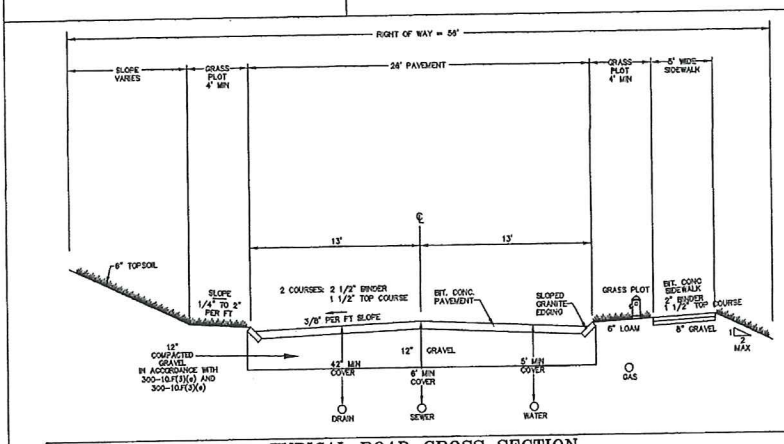 RIGHT OF WAY = 56'
SLOPE
VARIES
GRASS
PLOT
4' MIN
26' PAVEMENT
GRASS
PLOT
4' MIN
5' WIDE
SIDEWALK
℄
13'
13'
6" TOPSOIL
SLOPE
1/4" TO 2"
PER FT
2 COURSES: 2 1/2" BINDER
1 1/2" TOP COURSE
3/8" PER FT SLOPE
BIT. CONC.
PAVEMENT
SLOPED
GRANITE
EDGING
GRASS PLOT
6" LOAM
BIT. CONC
SIDEWALK
2" BINDER
1 1/2" TOP COURSE
8" GRAVEL
1
2
MAX
12"
COMPACTED
GRAVEL
IN ACCORDANCE WITH
300-10.F(3)(e) AND
300-10.F(3)(e)
42" MIN
COVER
12" GRAVEL
6' MIN
COVER
5' MIN
COVER
GAS
DRAIN
SEWER
WATER
TYPICAL ROAD CROSS SECTION